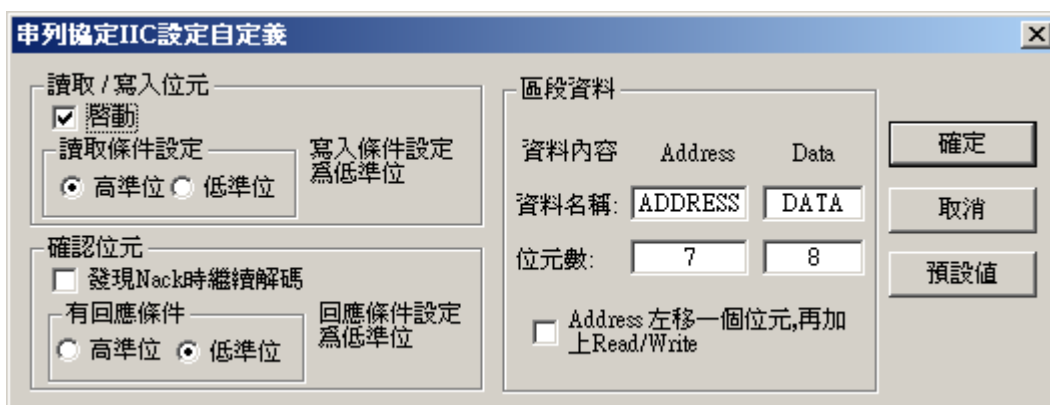 串列協定IIC設定自定義
讀取 / 寫入位元
啓動
讀取條件設定
高準位 低準位
寫入條件設定
爲低準位
確認位元
發現Nack時繼續解碼
有回應條件
高準位 低準位
回應條件設定
爲低準位
區段資料
資料內容 Address Data
資料名稱: ADDRESS DATA
位元數: 7 8
Address 左移一個位元,再加
上Read/Write
確定
取消
預設値